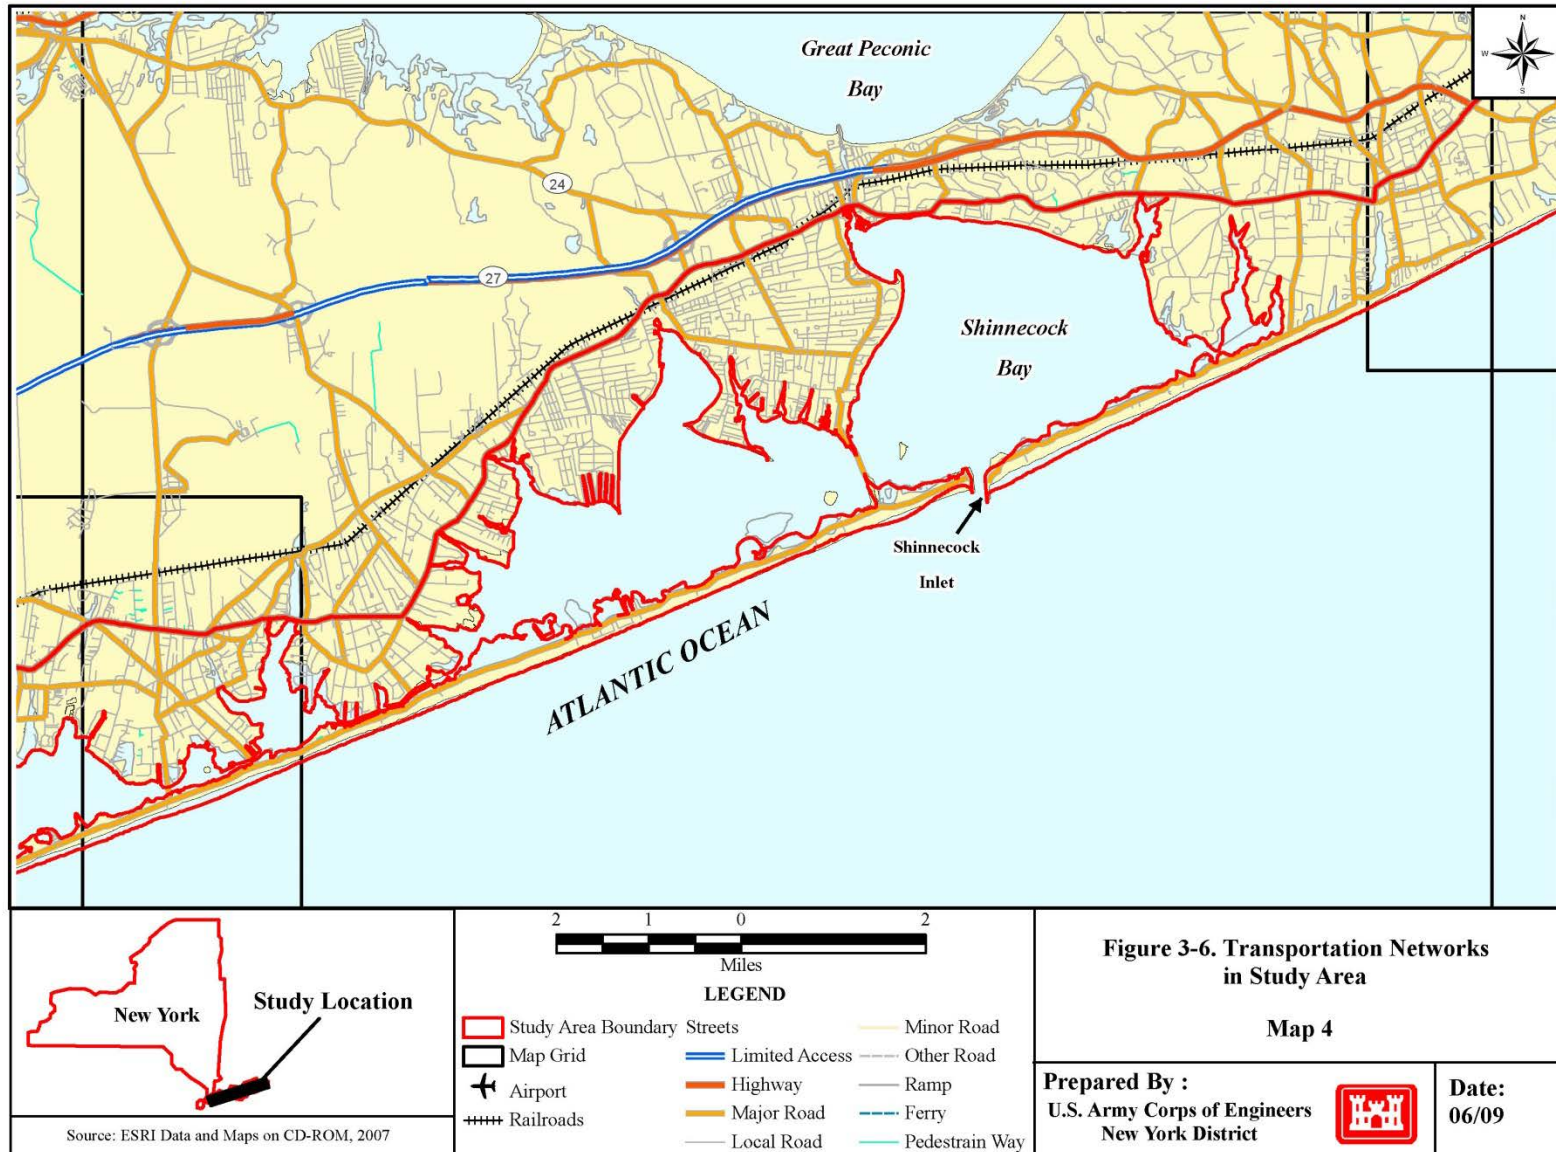 N
W
S
Great Peconic
Bay
24
27
Shinnecock
Bay
Shinnecock
Inlet
ATLANTIC OCEAN
New York
Study Location
Source: ESRI Data and Maps on CD-ROM, 2007
2 1 0 2
Miles
LEGEND
Study Area Boundary
Map Grid
Airport
Railroads
Streets
Limited Access
Highway
Major Road
Local Road
Minor Road
Other Road
Ramp
Ferry
Pedestrain Way
Figure 3-6. Transportation Networks
in Study Area
Map 4
Prepared By :
U.S. Army Corps of Engineers
New York District
Date:
06/09